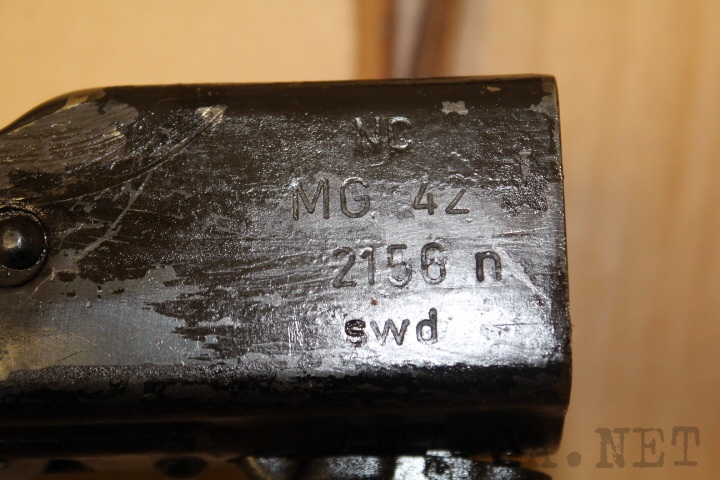 NC
MG 42
2156 n
swd
.NET